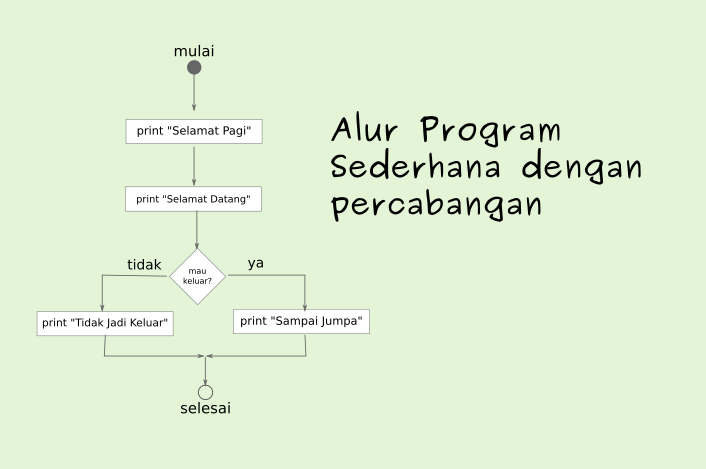 mulai
print "Selamat Pagi"
print "Selamat Datang"
mau
keluar?
tidak
ya
print "Tidak Jadi Keluar"
print "Sampai Jumpa"
selesai
Alur Program
Sederhana dengan
percabangan